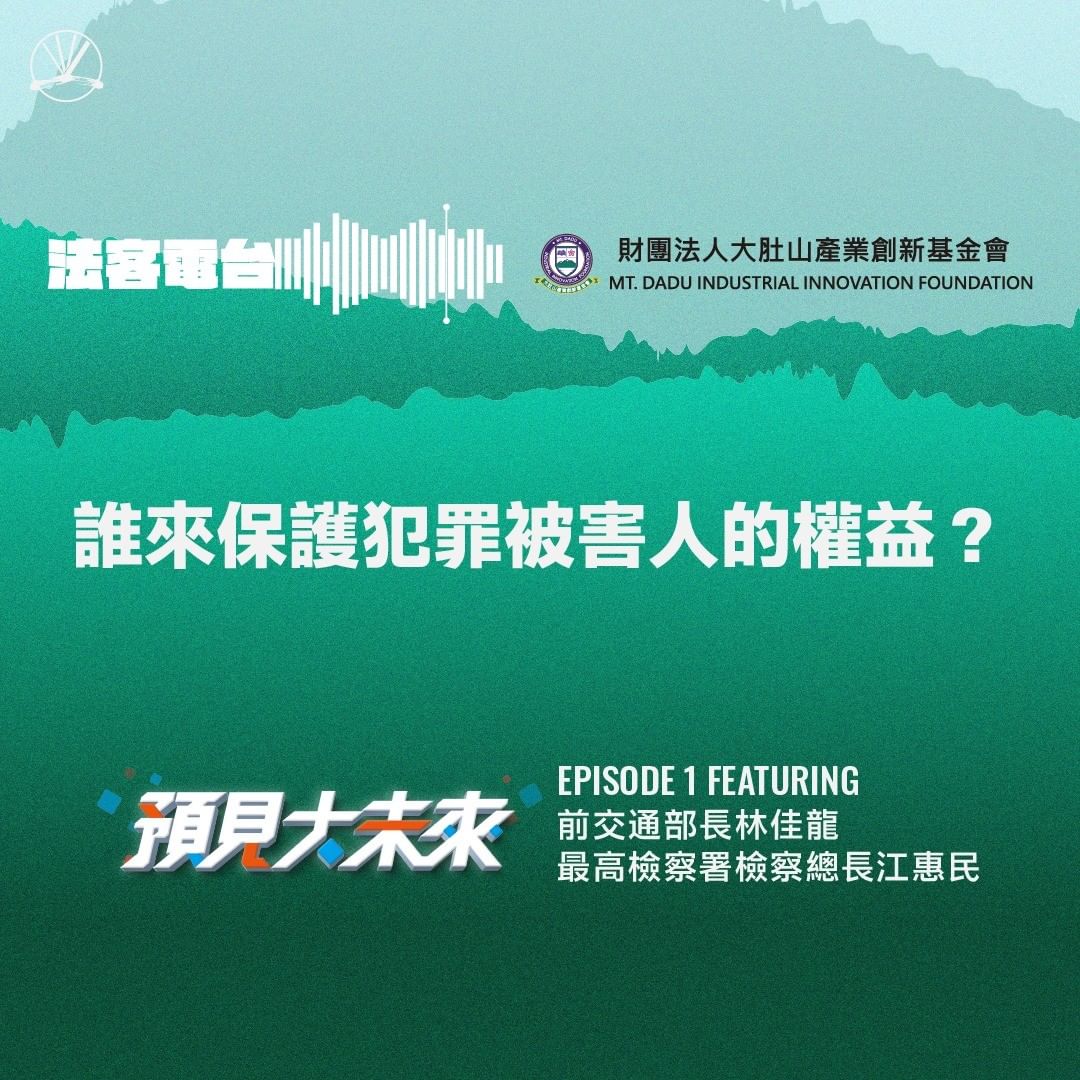 法客電台
財團法人大肚山產業創新基金會
MT. DADU INDUSTRIAL INNOVATION FOUNDATION
誰來保護犯罪被害人的權益？
預見大未來
EPISODE 1 FEATURING
前交通部長林佳龍
最高檢察署檢察總長江惠民